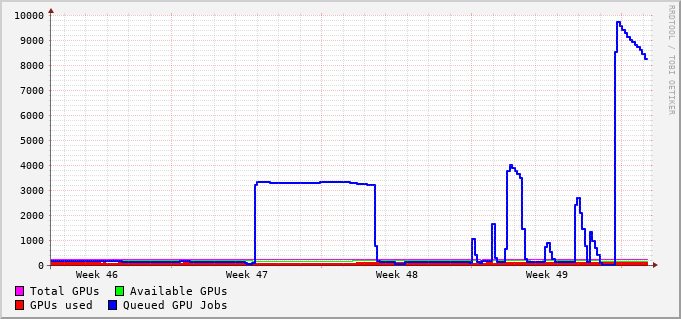 10000
9000
8000
7000
6000
5000
4000
3000
2000
1000
0
Week 46 Week 47 Week 48 Week 49
Total GPUs Available GPUs
GPUs used Queued GPU Jobs
RRDTOOL / TOBI OETIKER